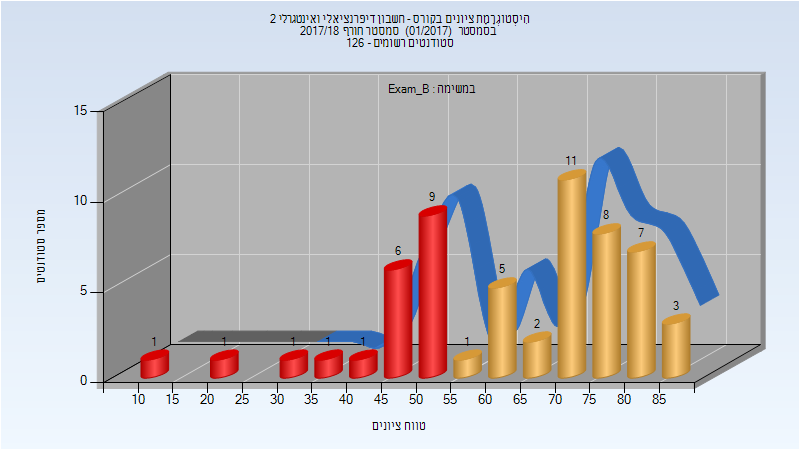 היסטוגרמת ציונים בקורס - חשבון דיפרנציאלי ואינטגרלי 2
בסמסטר (01/2017) סמסטר חורף 2017/18
סטודנטים רשומים - 126
במשימה : Exam_B
מספר סטודנטים
15
10
5
0
1
1
1
1
1
6
9
1
5
2
11
8
7
3
10 15 20 25 30 35 40 45 50 55 60 65 70 75 80 85
טווח ציונים